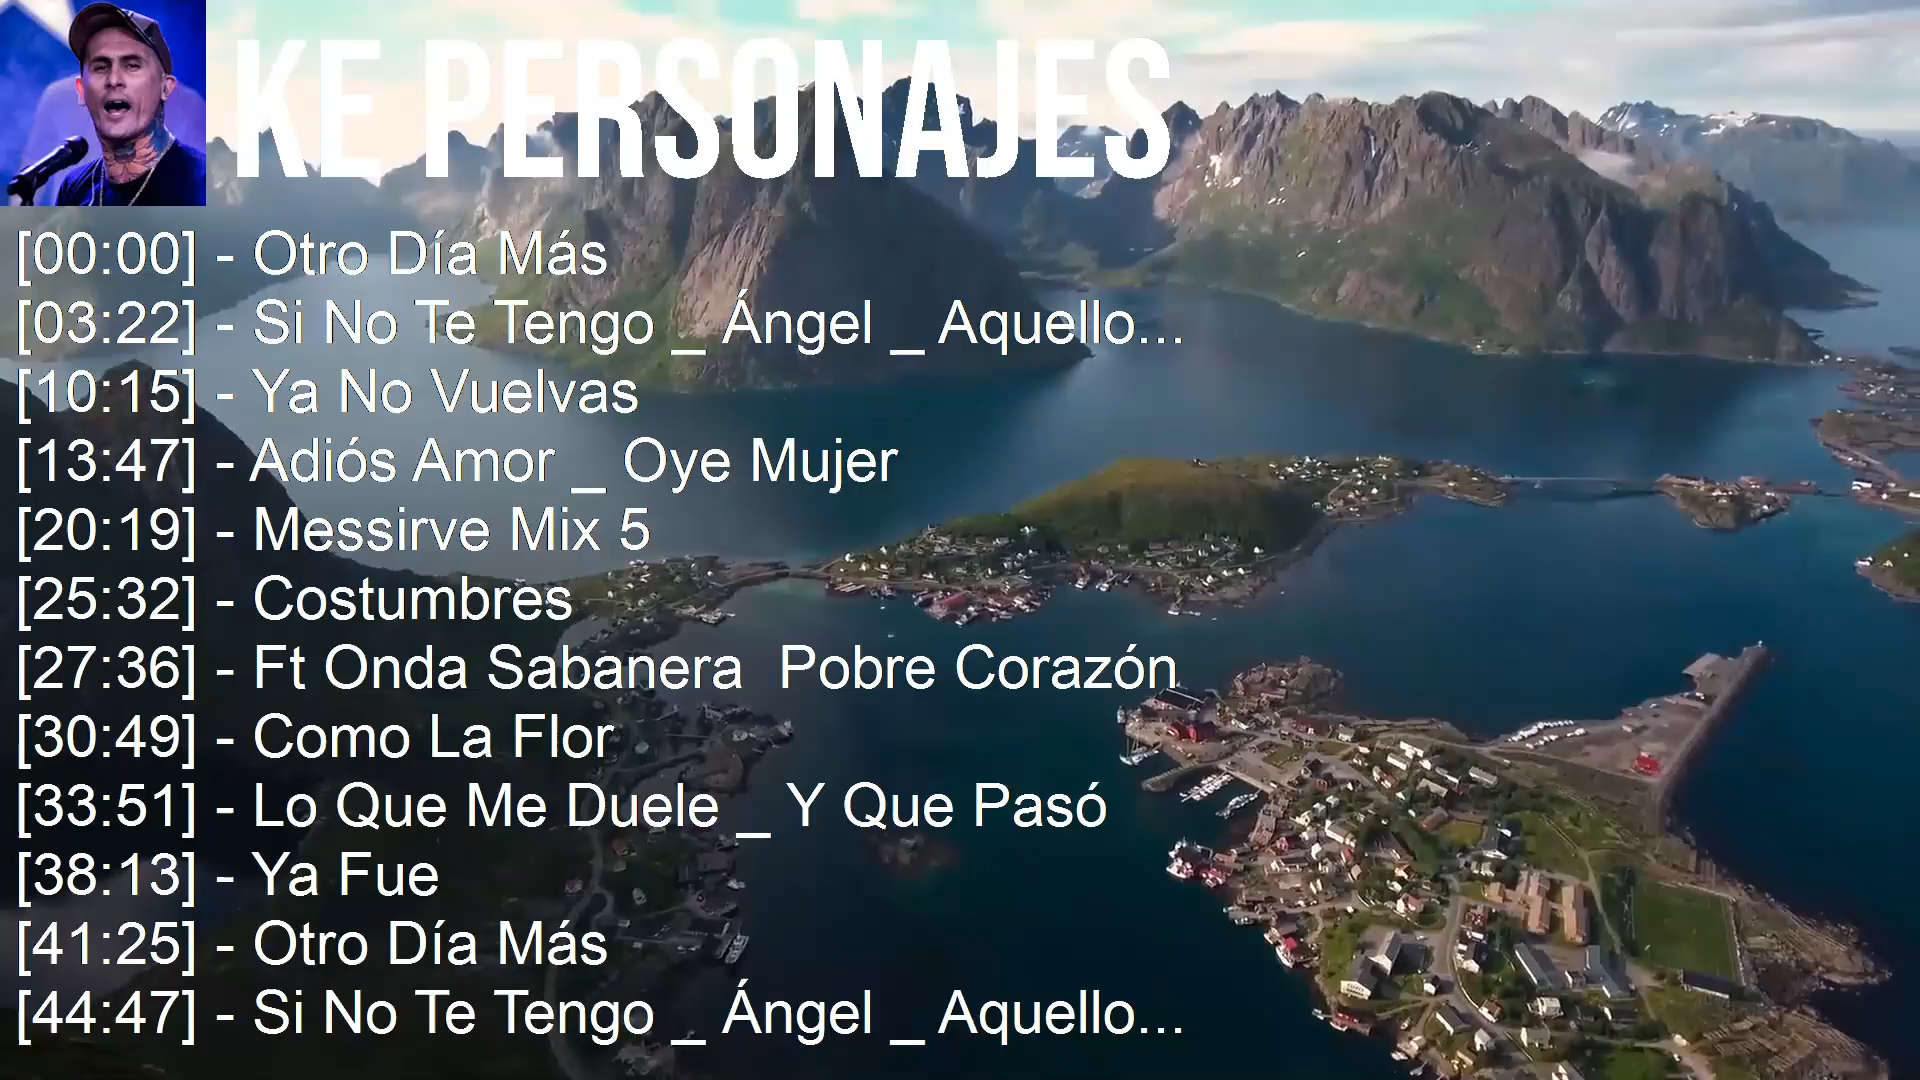 KE PERSONAJES
[00:00] - Otro Día Más
[03:22] - Si No Te Tengo _ Ángel _ Aquello...
[10:15] - Ya No Vuelvas
[13:47] - Adiós Amor _ Oye Mujer
[20:19] - Messirve Mix 5
[25:32] - Costumbres
[27:36] - Ft Onda Sabanera  Pobre Corazón
[30:49] - Como La Flor
[33:51] - Lo Que Me Duele _ Y Que Pasó
[38:13] - Ya Fue
[41:25] - Otro Día Más
[44:47] - Si No Te Tengo _ Ángel _ Aquello...